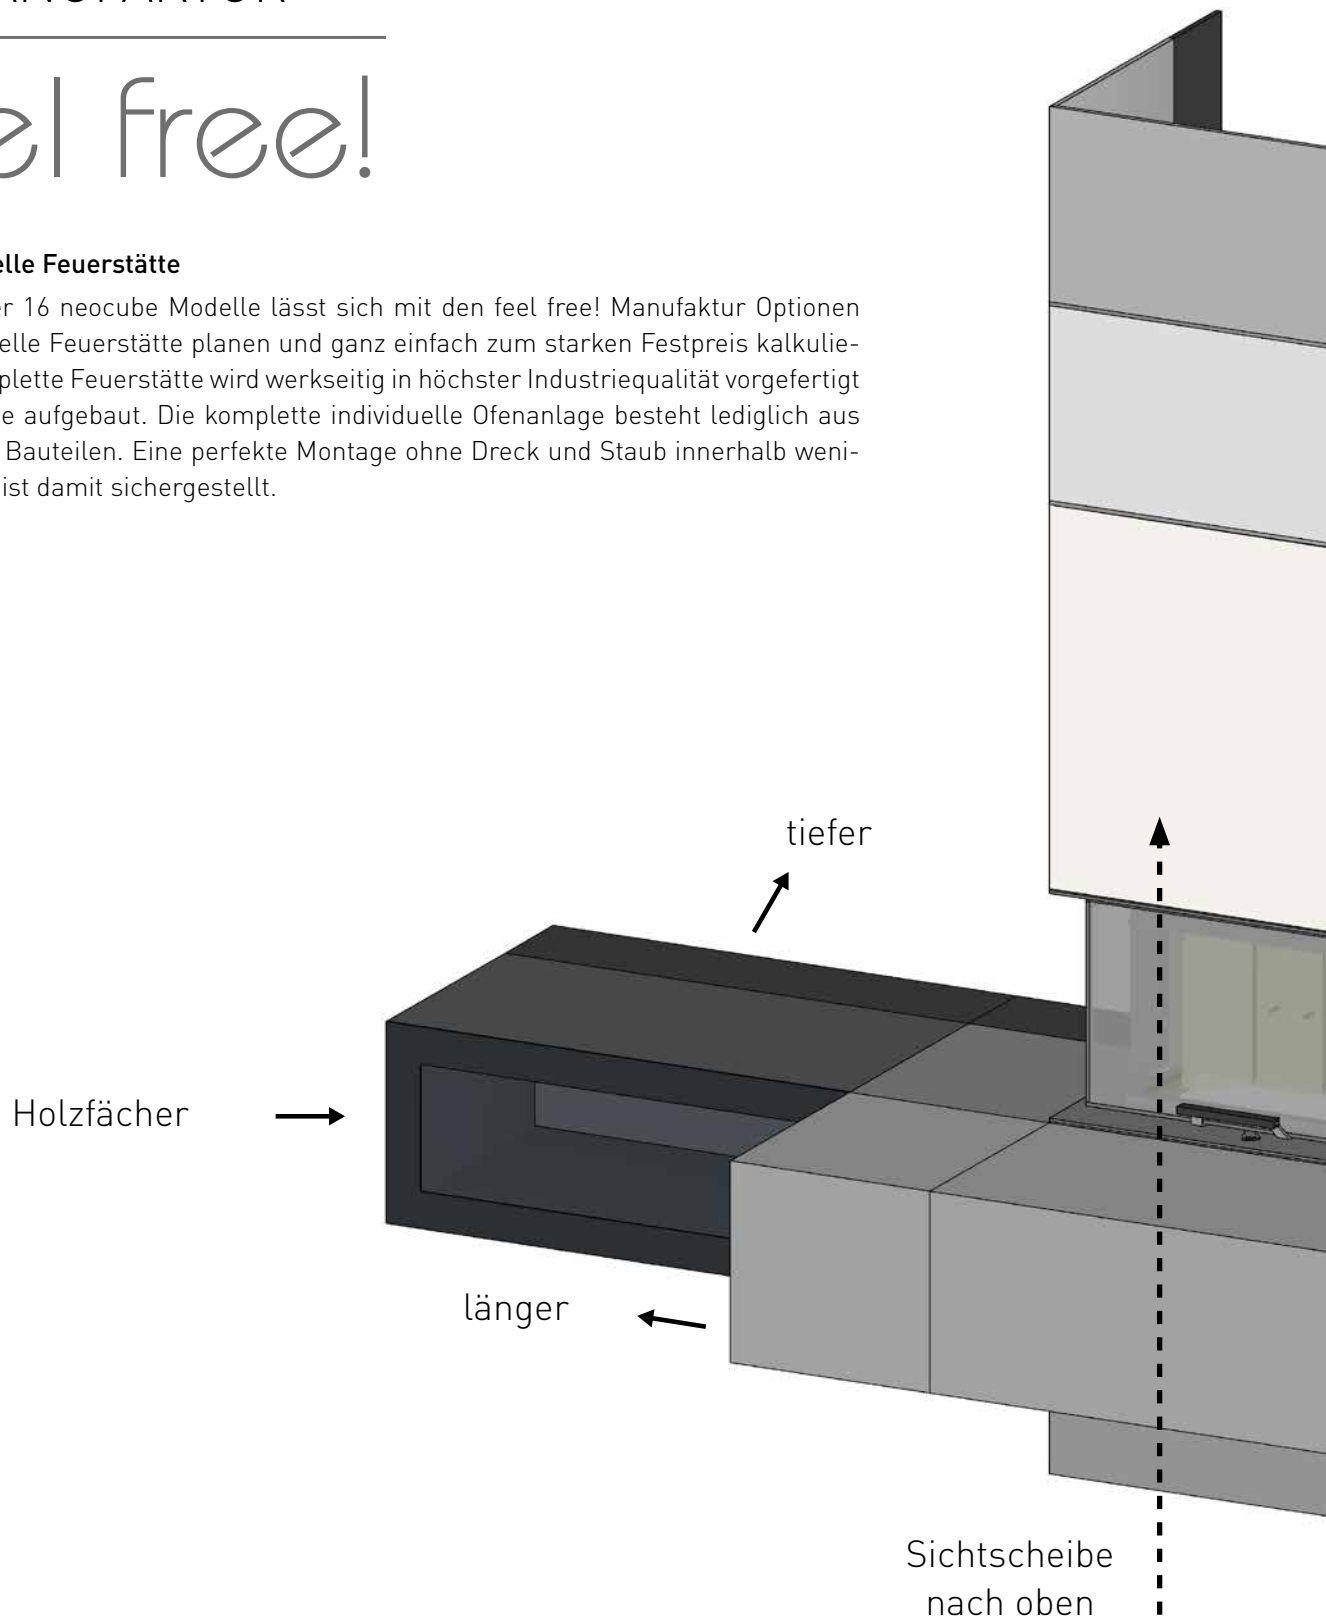 el free!
elle Feuerstätte
er 16 neocube Modelle lässt sich mit den feel free! Manufaktur Optionen
elle Feuerstätte planen und ganz einfach zum starken Festpreis kalkulie-
plette Feuerstätte wird werkseitig in höchster Industriequalität vorgefertigt
e aufgebaut. Die komplette individuelle Ofenanlage besteht lediglich aus
Bauteilen. Eine perfekte Montage ohne Dreck und Staub innerhalb weni-
ist damit sichergestellt.
tiefer
Holzfächer
länger
Sichtscheibe
nach oben